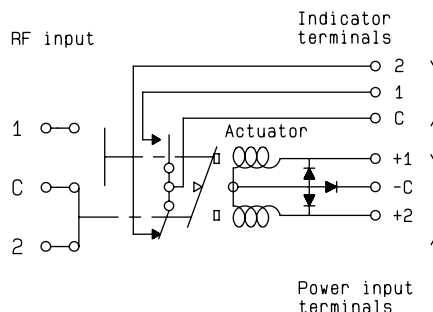 Indicator
terminals
RF input
2
1
C
Actuator
1
+1
C
-C
+2
2
Power input
terminals